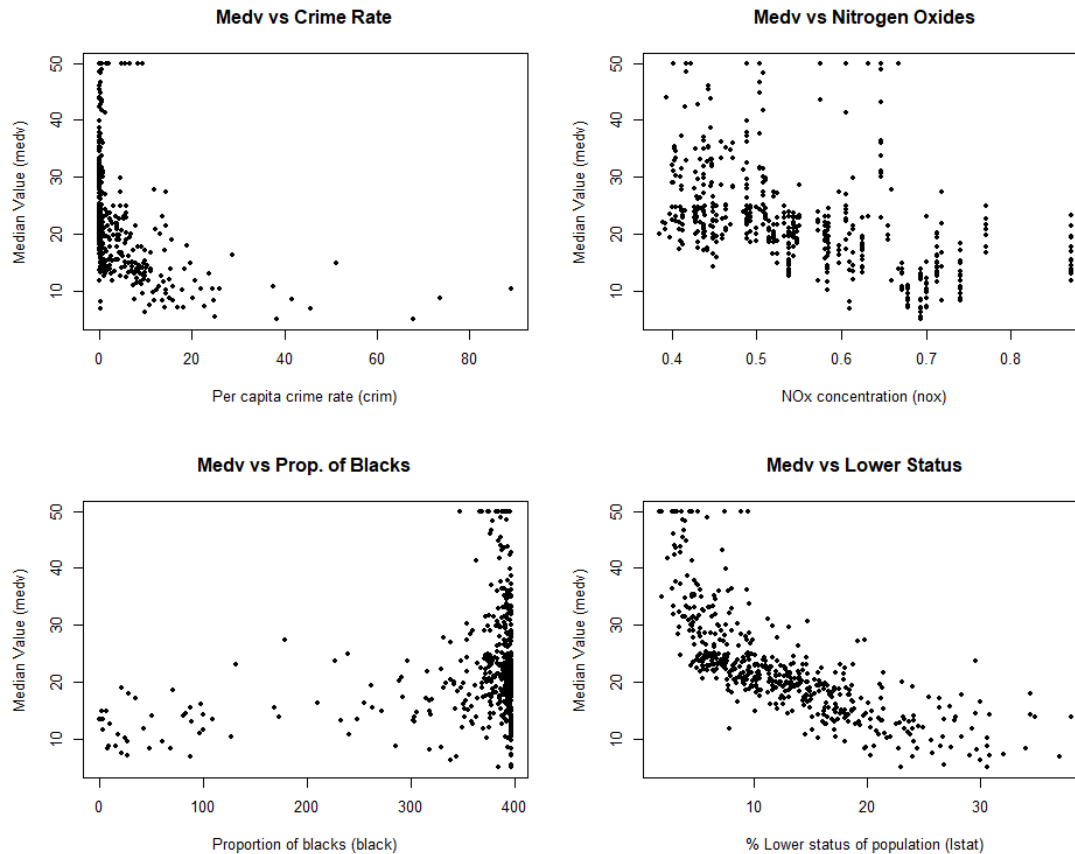 Medv vs Crime Rate
Median Value (medv)
50
40
30
20
10
0 20 40 60 80
Per capita crime rate (crim)
Medv vs Nitrogen Oxides
Median Value (medv)
50
40
30
20
10
0.4 0.5 0.6 0.7 0.8
NOx concentration (nox)
Medv vs Prop. of Blacks
Median Value (medv)
50
40
30
20
10
0 100 200 300 400
Proportion of blacks (black)
Medv vs Lower Status
Median Value (medv)
50
40
30
20
10
10 20 30
% Lower status of population (lstat)